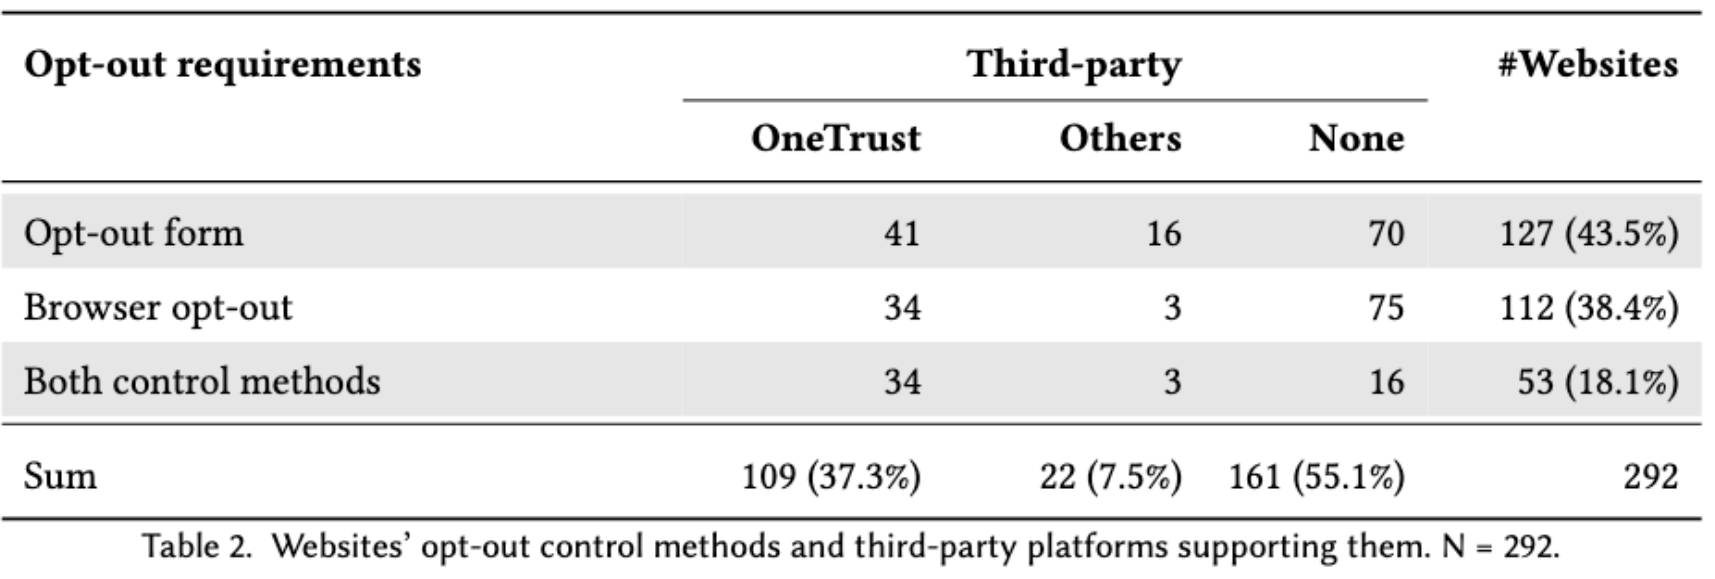 Opt-out requirements Third-party #Websites
OneTrust Others None
Opt-out form 41 16 70 127 (43.5%)
Browser opt-out 34 3 75 112 (38.4%)
Both control methods 34 3 16 53 (18.1%)
Sum 109 (37.3%) 22 (7.5%) 161 (55.1%) 292
Table 2. Websites’ opt-out control methods and third-party platforms supporting them. N = 292.